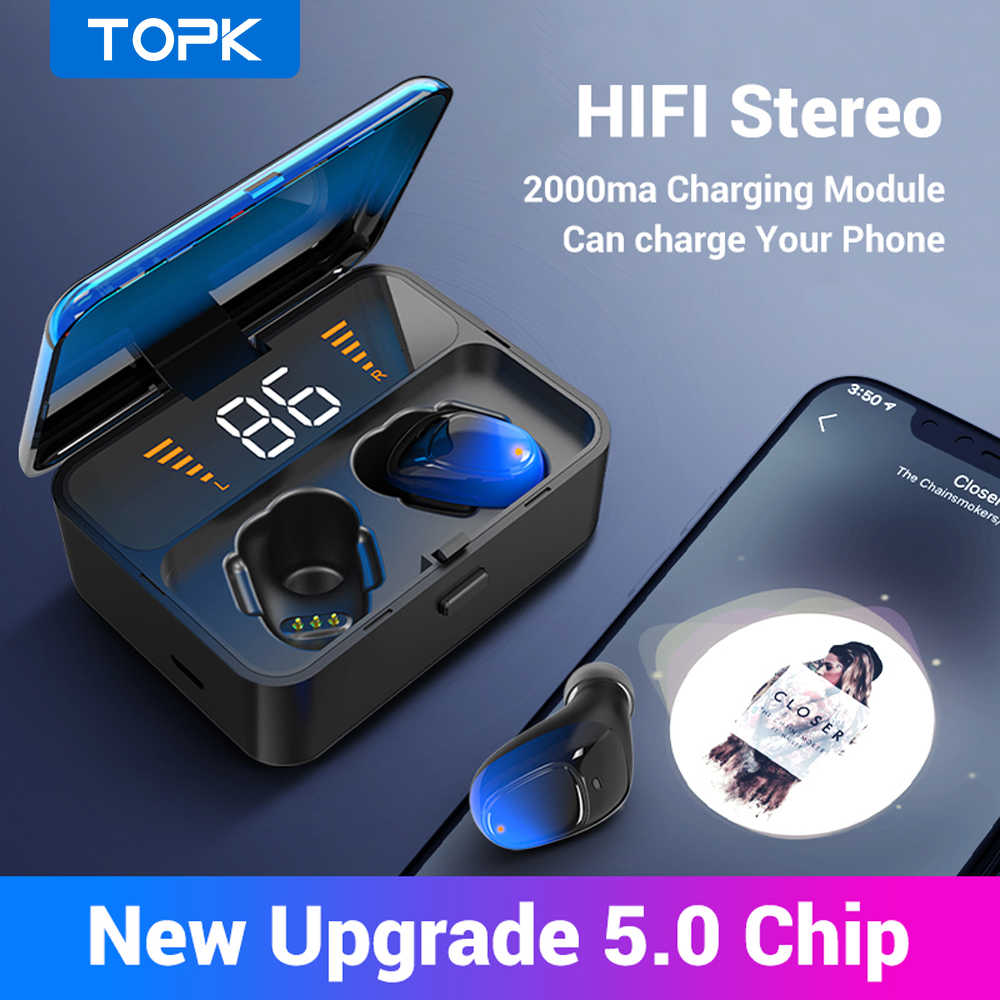 TOPK
HIFI Stereo
2000ma Charging Module
Can charge Your Phone
86
R
L
3:50
Closer
The Chainsmokers,
CLOSER
New Upgrade 5.0 Chip